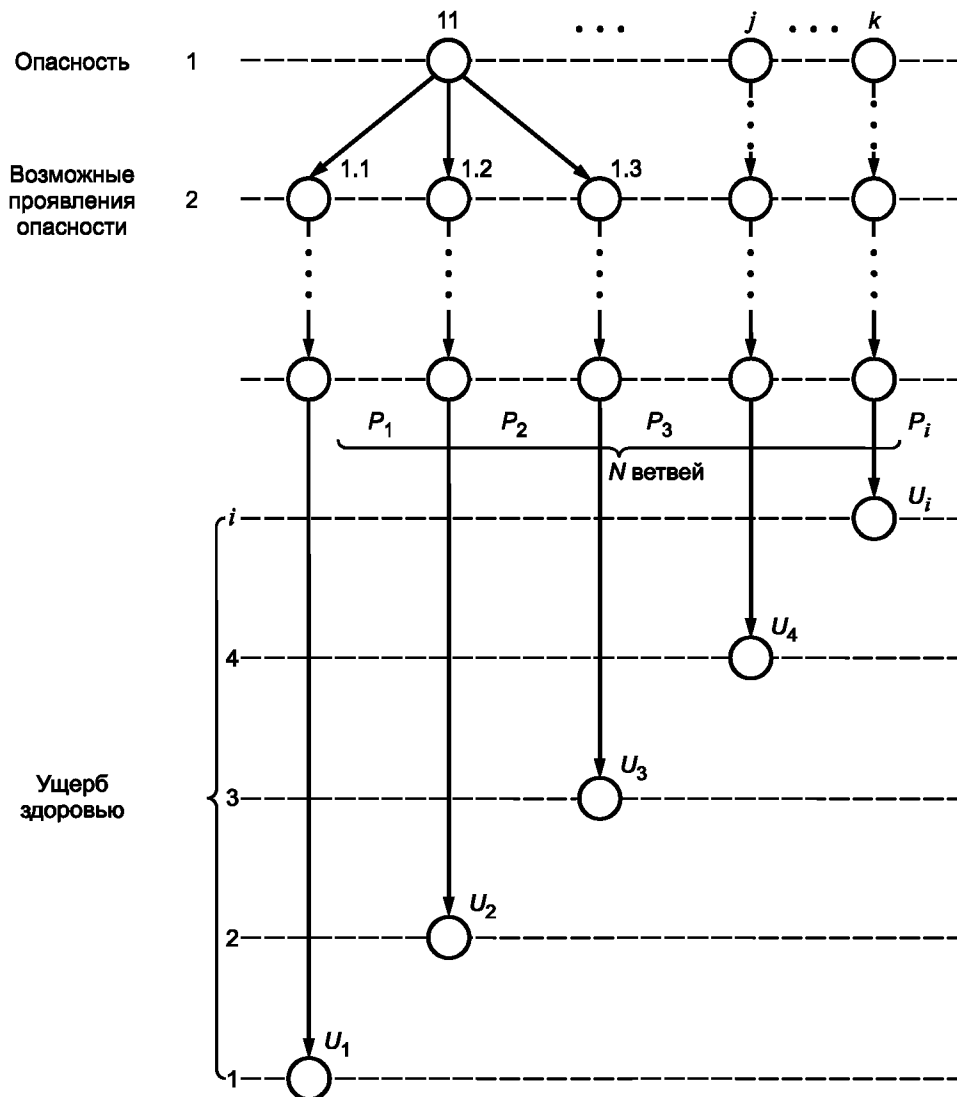 11 . . . j . . . k
Опасность 1
1.1 1.2 1.3
Возможные
проявления
опасности
2
P1 P2 P3 Pi
N ветвей
Ui
i
U4
4
U3
Ущерб
здоровью
3
U2
2
U1
1